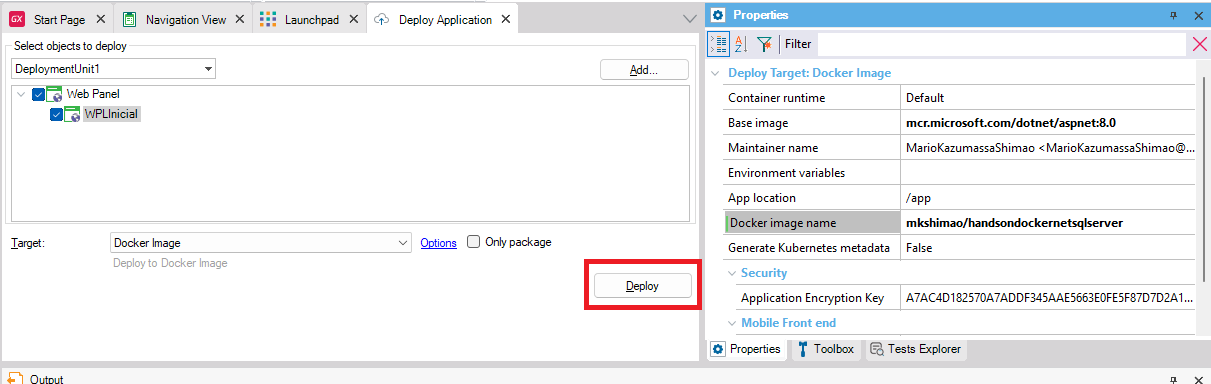 GX Start Page Navigation View Launchpad Deploy Application
Select objects to deploy
DeploymentUnit1
Add...
Web Panel
WPLInicial
Target: Docker Image Options Only package
Deploy to Docker Image
Deploy
Properties
Filter
Deploy Target: Docker Image
Container runtime Default
Base image mcr.microsoft.com/dotnet/aspnet:8.0
Maintainer name MarioKazumassaShimao <MarioKazumassaShimao@...
Environment variables
App location /app
Docker image name mkshimao/handsondockernetsqlserver
Generate Kubernetes metadata False
Security
Application Encryption Key A7AC4D182570A7ADDF345AAE5663E0FE5F87D7D2A1...
Mobile Front end
Properties Toolbox Tests Explorer
Output